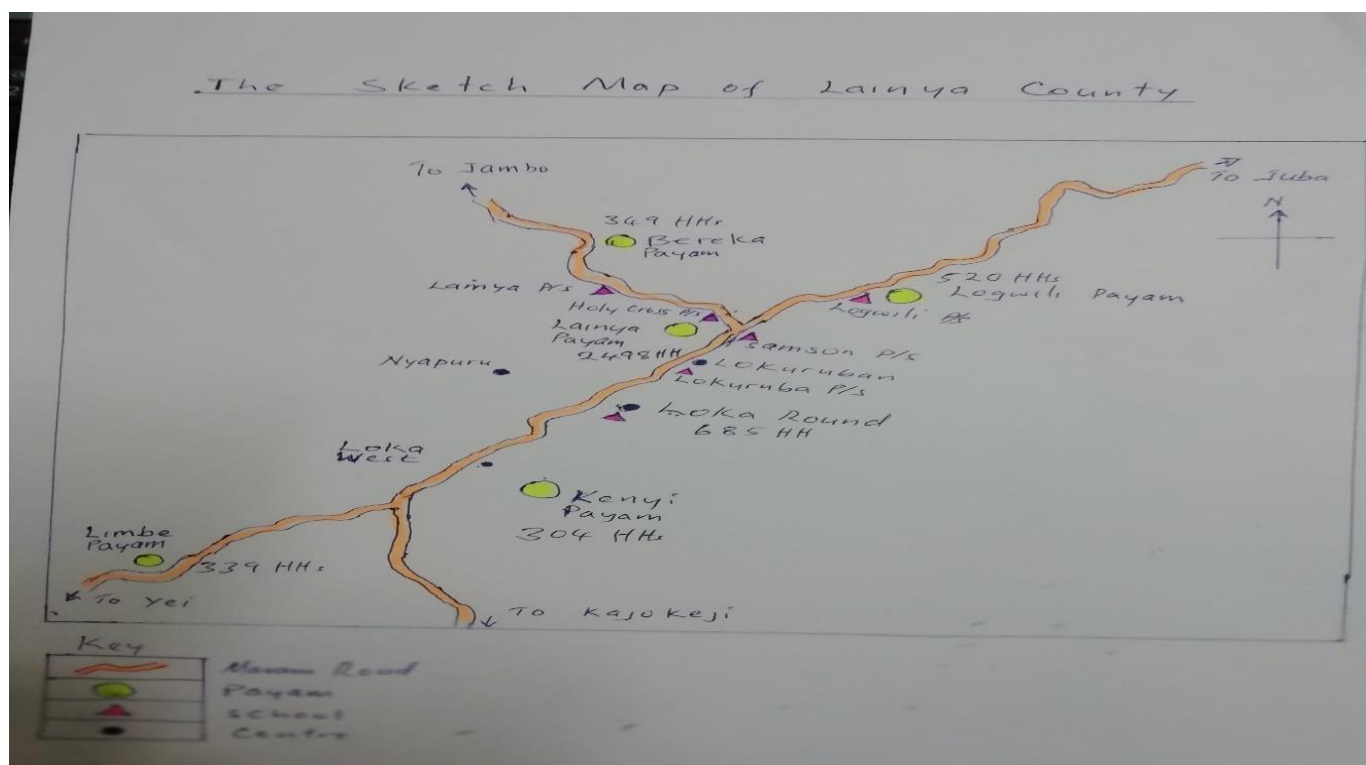 The Sketch Map of Lainya County
To Jambo
To Juba
N
349 HHs
Bereka
Payam
520 HHs
Logwili Payam
Logwili P/s
Lainya P/s
Holy Cross P/s
Lainya
Payam
2498 HH
Samson P/s
Lokuruban
Lokuruba P/s
Nyapuru
Loka Round
685 HH
Loka
West
Kenyi
Payam
304 HHs
Limbe
Payam
339 HHs
To Yei
To Kajokeji
Key
Road
Payam
School
Centre